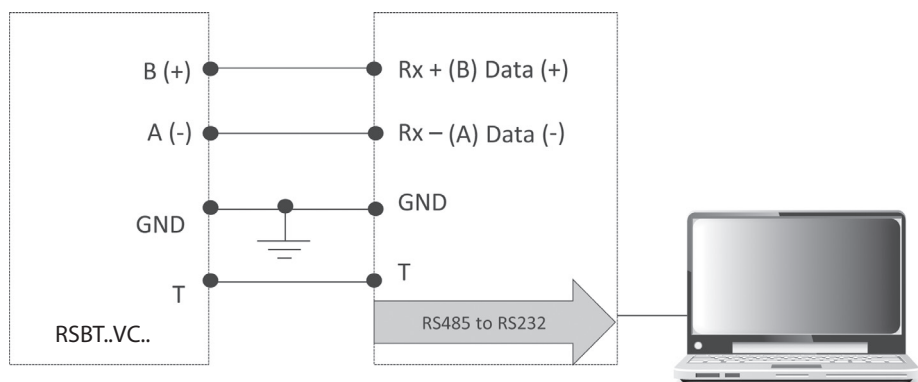 B (+)
Rx + (B) Data (+)
A (-)
Rx – (A) Data (-)
GND
GND
T
T
RSBT..VC..
RS485 to RS232